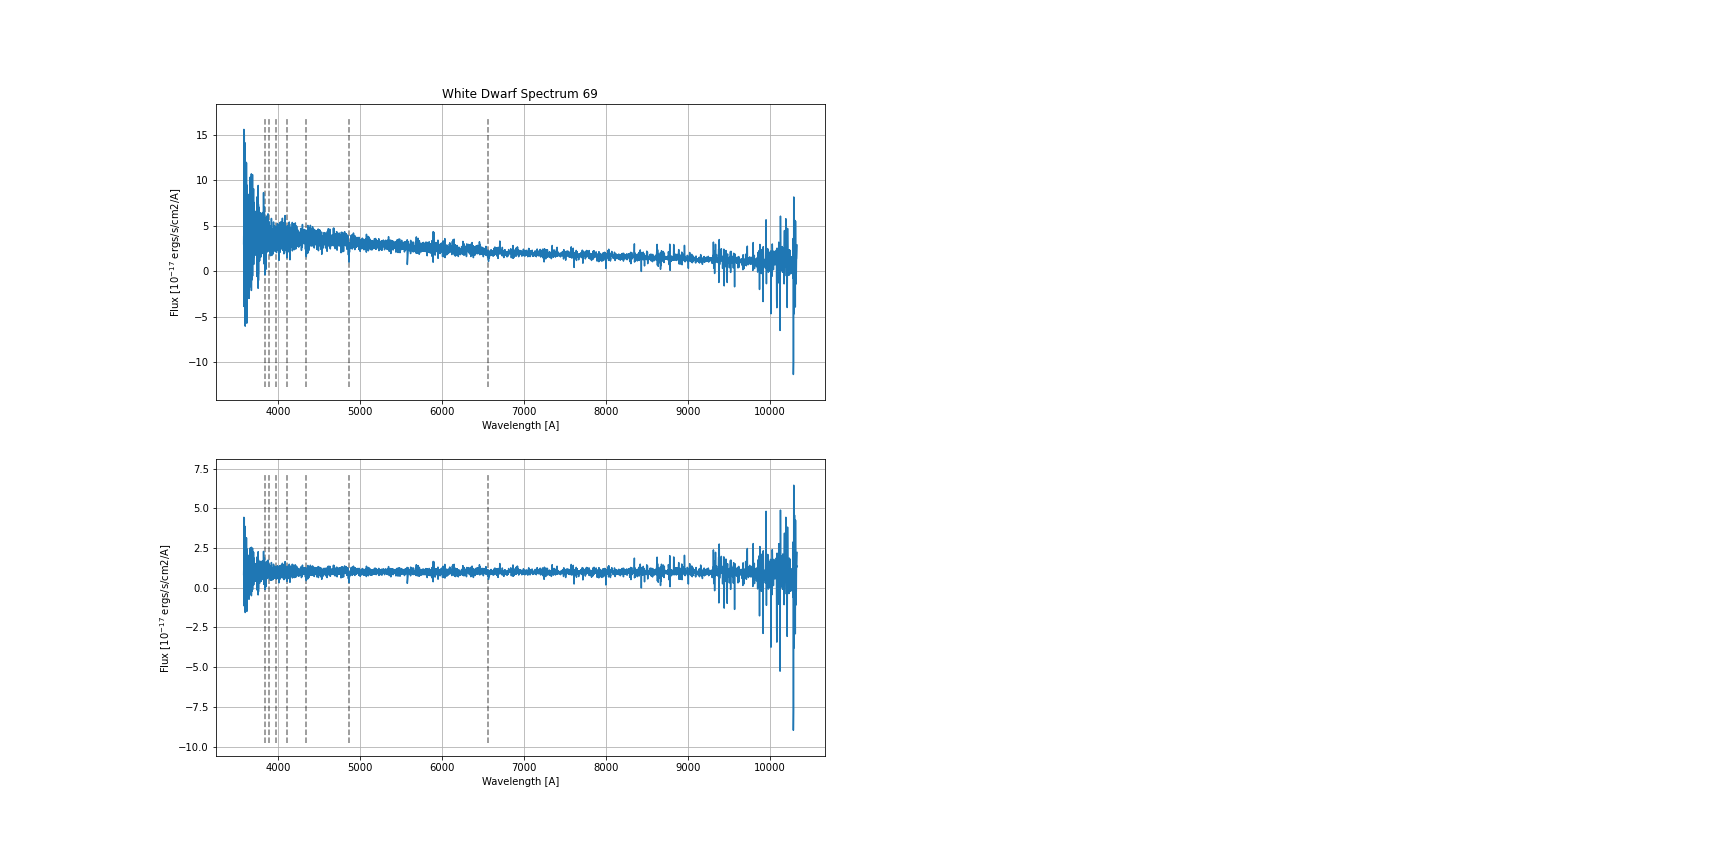 White Dwarf Spectrum 69
15
10
5
0
−5
−10
Flux [10⁻¹⁷ ergs/s/cm2/A]
4000 5000 6000 7000 8000 9000 10000
Wavelength [A]
7.5
5.0
2.5
0.0
−2.5
−5.0
−7.5
−10.0
Flux [10⁻¹⁷ ergs/s/cm2/A]
4000 5000 6000 7000 8000 9000 10000
Wavelength [A]